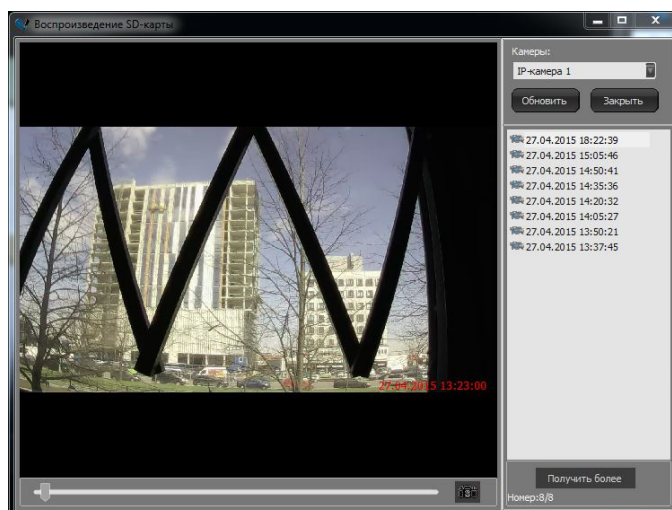 Воспроизведение SD-карты
Камеры:
IP-камера 1
Обновить Закрыть
27.04.2015 18:22:39
27.04.2015 15:05:46
27.04.2015 14:50:41
27.04.2015 14:35:36
27.04.2015 14:20:32
27.04.2015 14:05:27
27.04.2015 13:50:21
27.04.2015 13:37:45
27.04.2015 13:23:00
Получить более
Номер:8/8